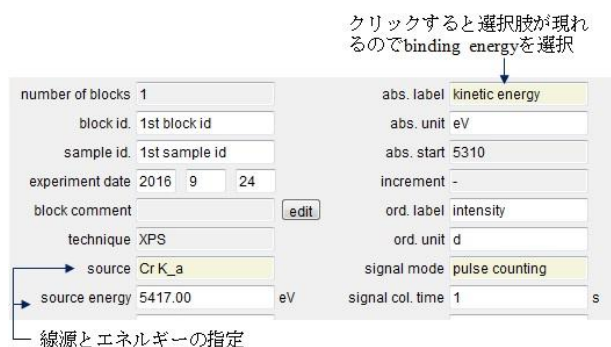 クリックすると選択肢が現れ
るのでbinding energyを選択
number of blocks 1
block id. 1st block id
sample id. 1st sample id
experiment date 2016 9 24
block comment edit
technique XPS
source Cr K_a
source energy 5417.00 eV
abs. label kinetic energy
abs. unit eV
abs. start 5310
increment -
ord. label intensity
ord. unit d
signal mode pulse counting
signal col. time 1 s
線源とエネルギーの指定